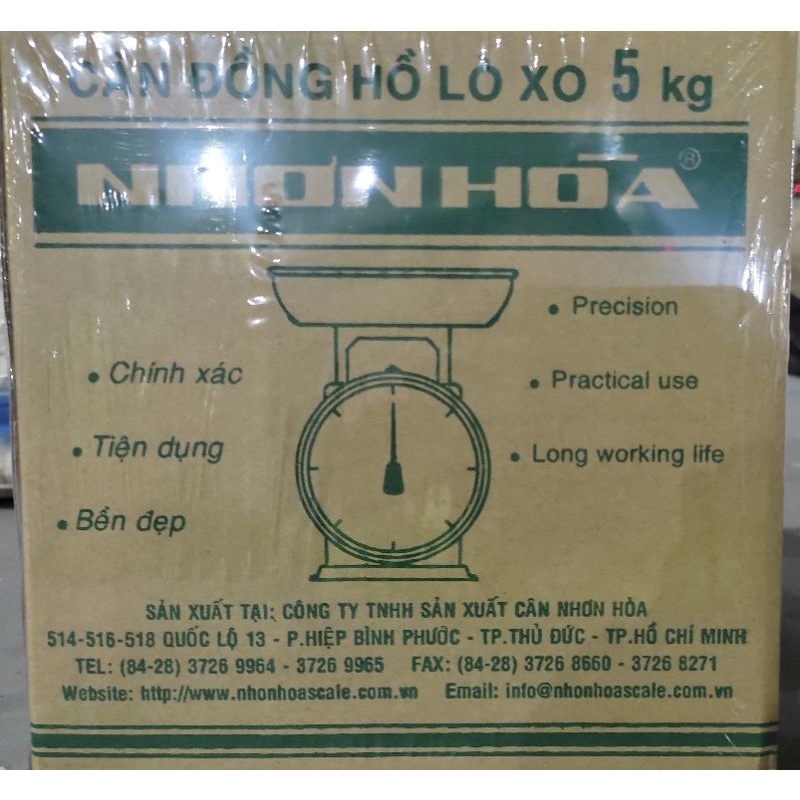 CÂN ĐỒNG HỒ LÒ XO 5 kg
NHƠN HÒA ®
• Chính xác
• Tiện dụng
• Bền đẹp
• Precision
• Practical use
• Long working life
SẢN XUẤT TẠI: CÔNG TY TNHH SẢN XUẤT CÂN NHƠN HÒA
514-516-518 QUỐC LỘ 13 - P.HIỆP BÌNH PHƯỚC - TP.THỦ ĐỨC - TP.HỒ CHÍ MINH
TEL: (84-28) 3726 9964 - 3726 9965 FAX: (84-28) 3726 8660 - 3726 8271
Website: http://www.nhonhoascale.com.vn Email: info@nhonhoascale.com.vn